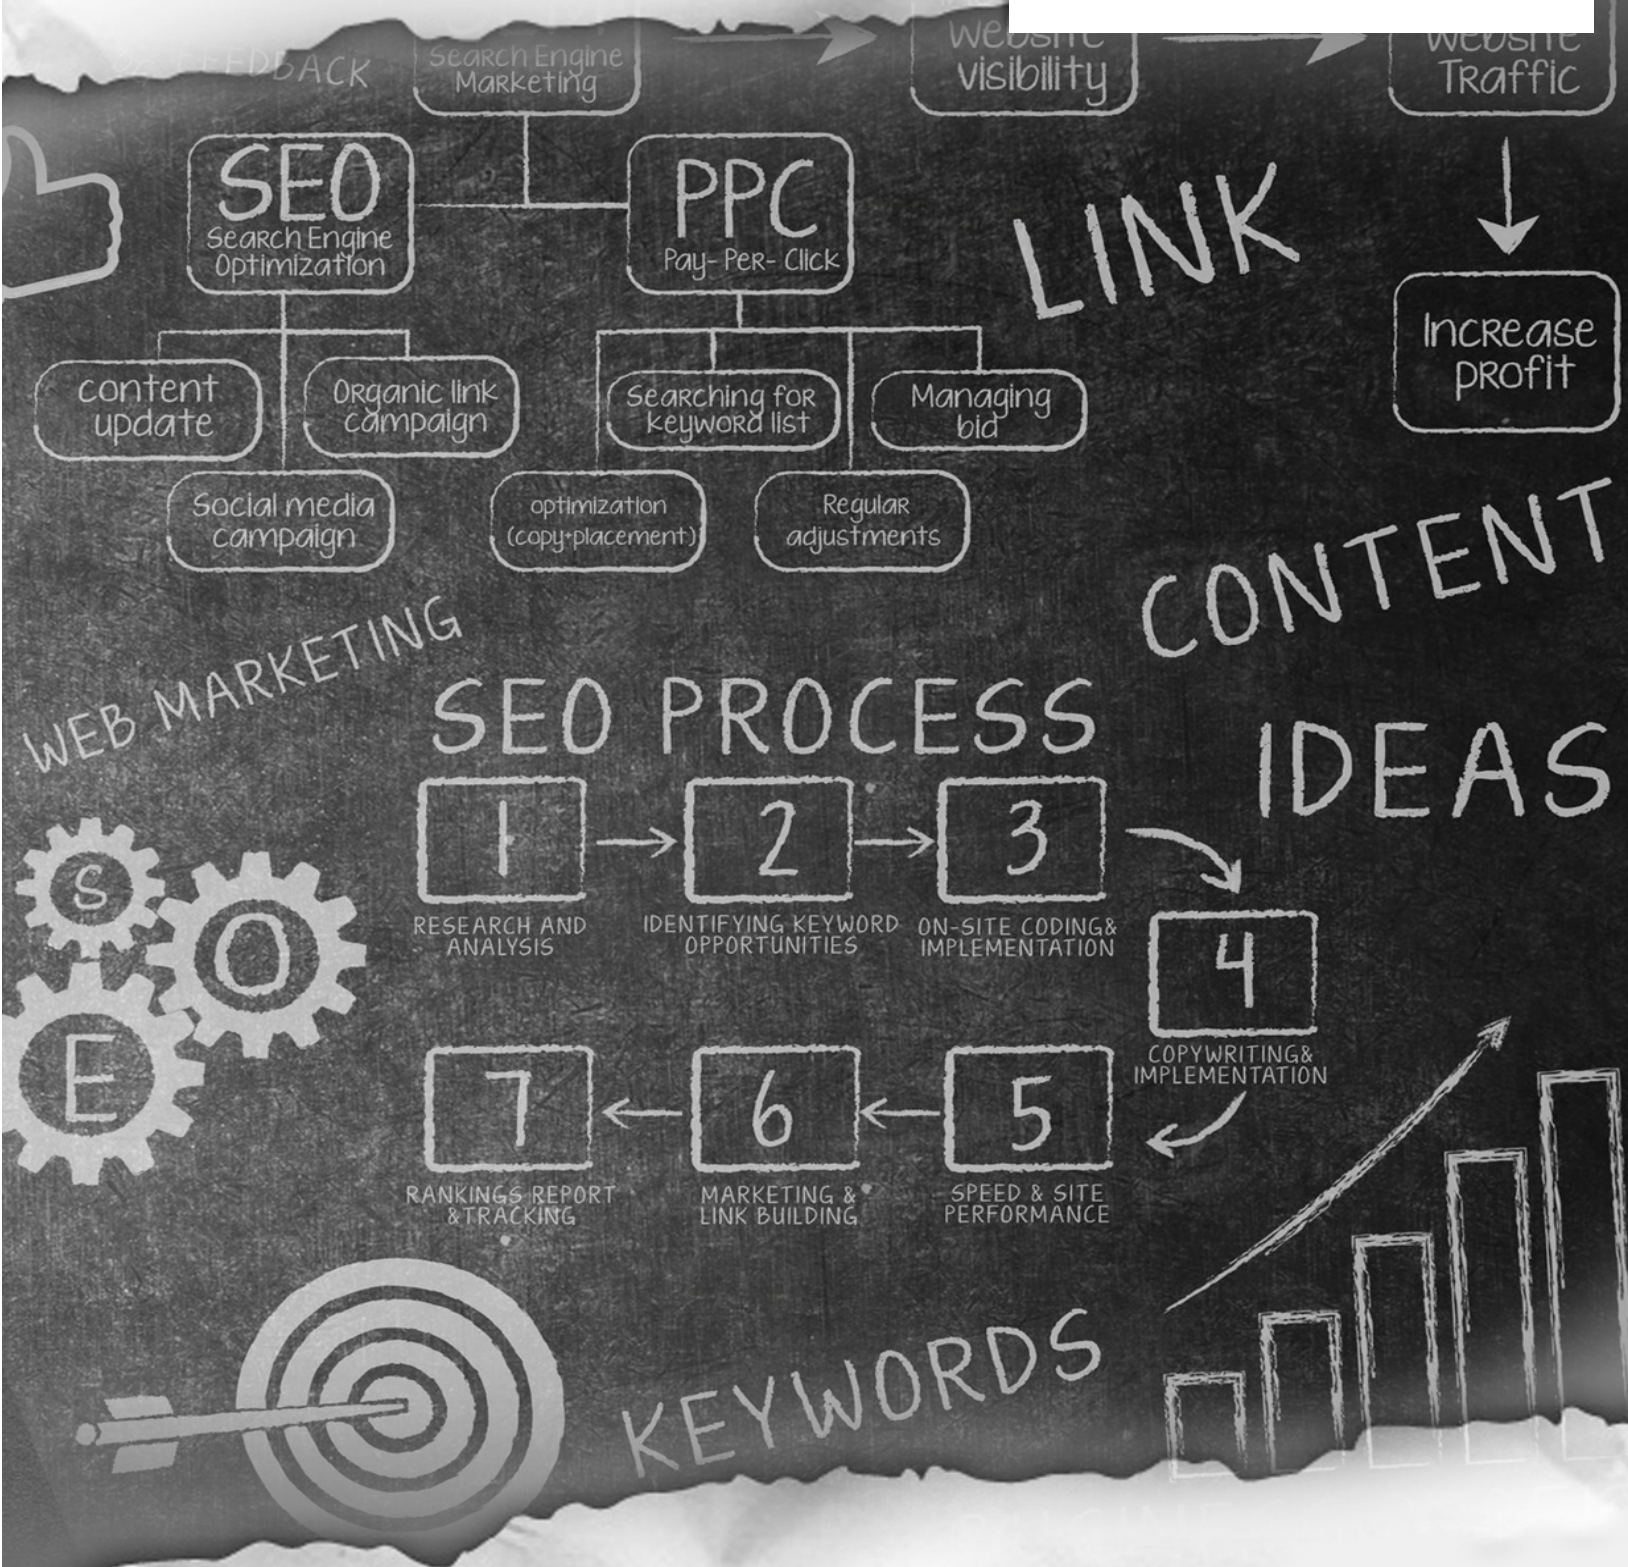 FEEDBACK
Search Engine
Marketing
website
visibility
website
Traffic
SEO
Search Engine
Optimization
PPC
Pay-Per-Click
LINK
Increase
profit
content
update
Organic link
campaign
Searching for
keyword list
Managing
bid
Social media
campaign
optimization
(copy+placement)
Regular
adjustments
CONTENT
WEB MARKETING
SEO PROCESS
IDEAS
1
2
3
RESEARCH AND
ANALYSIS
IDENTIFYING KEYWORD
OPPORTUNITIES
ON-SITE CODING&
IMPLEMENTATION
4
COPYWRITING&
IMPLEMENTATION
S
O
E
7
6
5
RANKINGS REPORT
&TRACKING
MARKETING &
LINK BUILDING
SPEED & SITE
PERFORMANCE
KEYWORDS